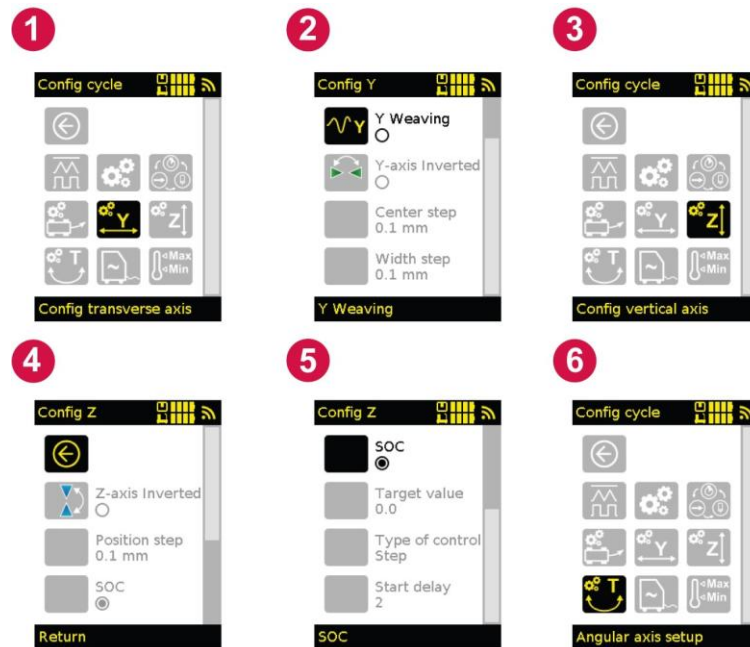 1
Config cycle
Y
Z
T
Max
Min
Config transverse axis
2
Config Y
Y
Y Weaving
Y-axis Inverted
Center step
0.1 mm
Width step
0.1 mm
Y Weaving
3
Config cycle
Y
Z
T
Max
Min
Config vertical axis
4
Config Z
Z-axis Inverted
Position step
0.1 mm
SOC
Return
5
Config Z
SOC
Target value
0.0
Type of control
Step
Start delay
2
SOC
6
Config cycle
Y
Z
T
Max
Min
Angular axis setup